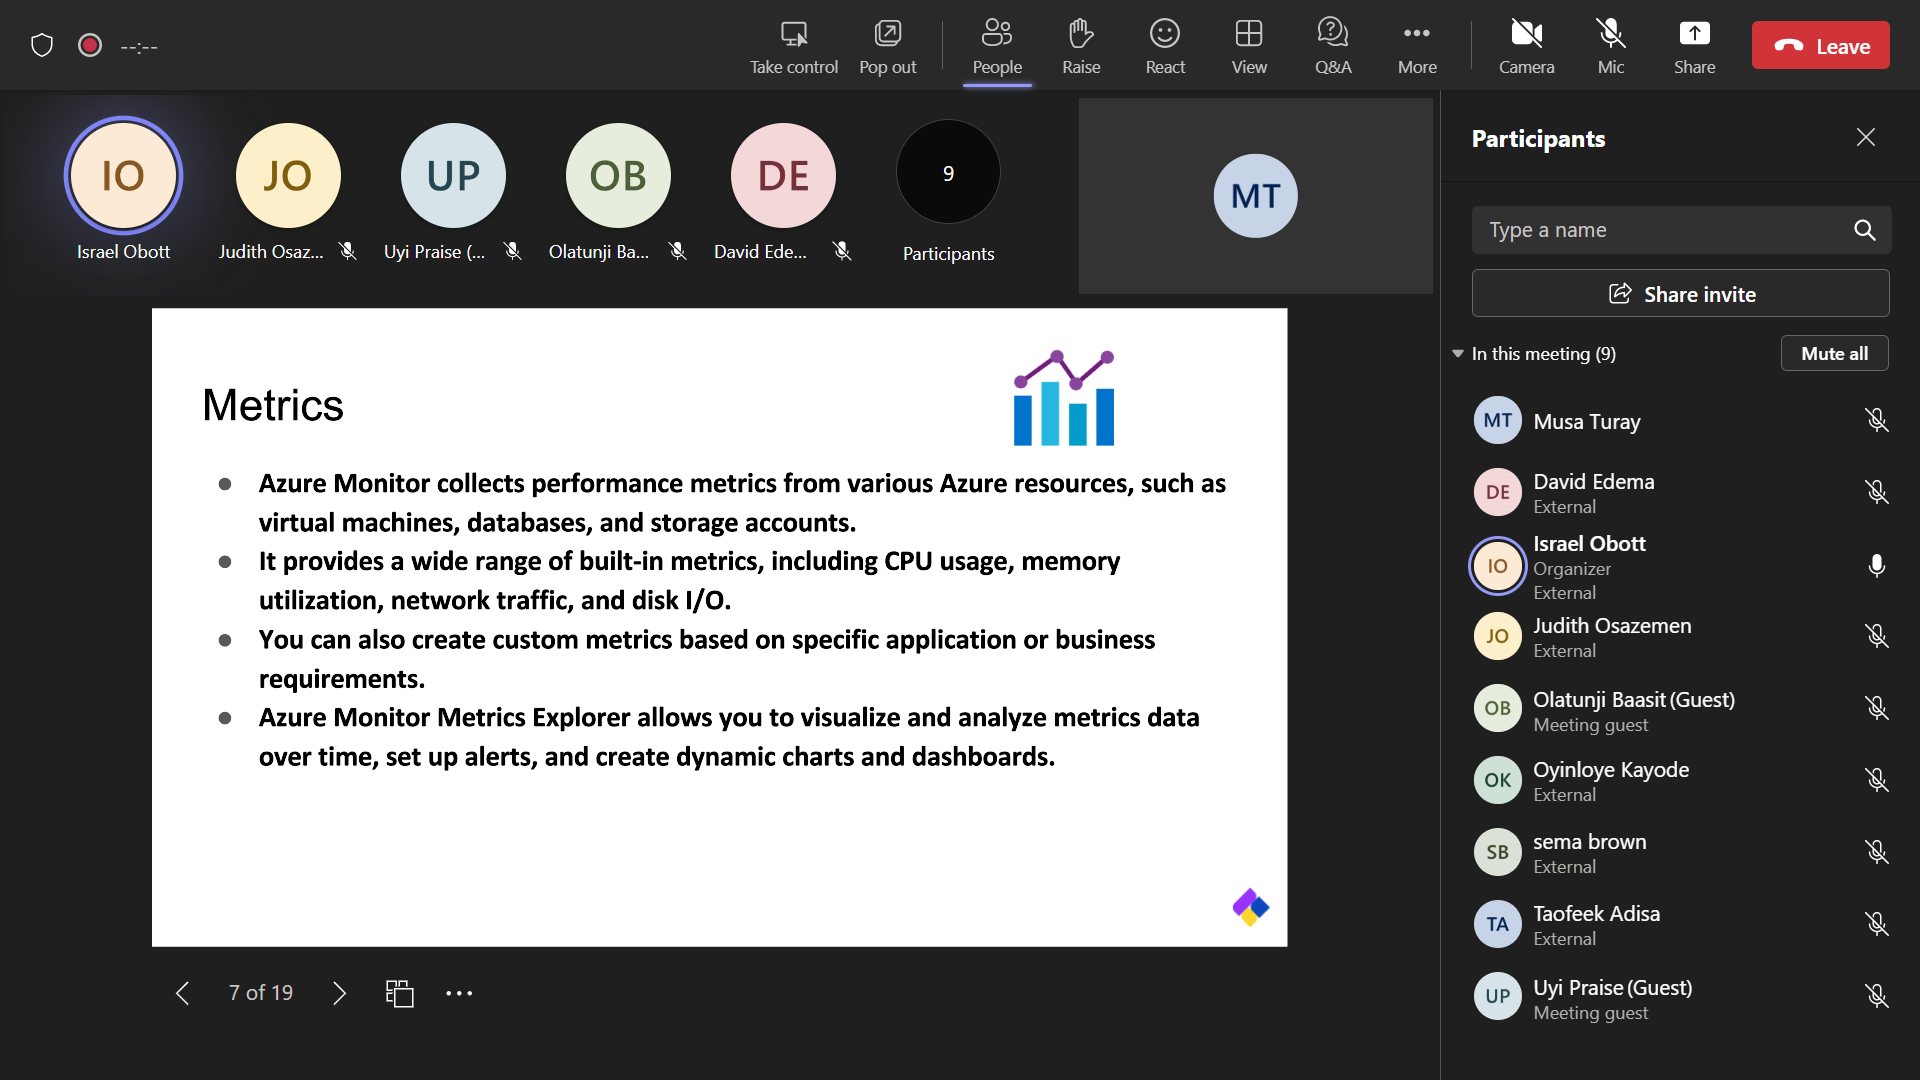 --:--
Take control
Pop out
People
Raise
React
View
Q&A
More
Camera
Mic
Share
Leave
IO
JO
UP
OB
DE
9
MT
Israel Obott
Judith Osaz...
Uyi Praise (...
Olatunji Ba...
David Ede...
Participants
Metrics
Azure Monitor collects performance metrics from various Azure resources, such as
virtual machines, databases, and storage accounts.
It provides a wide range of built-in metrics, including CPU usage, memory
utilization, network traffic, and disk I/O.
You can also create custom metrics based on specific application or business
requirements.
Azure Monitor Metrics Explorer allows you to visualize and analyze metrics data
over time, set up alerts, and create dynamic charts and dashboards.
7 of 19
Participants
Type a name
Share invite
In this meeting (9)
Mute all
MT
Musa Turay
DE
David Edema
External
IO
Israel Obott
Organizer
External
JO
Judith Osazemen
External
OB
Olatunji Baasit (Guest)
Meeting guest
OK
Oyinloye Kayode
External
SB
sema brown
External
TA
Taofeek Adisa
External
UP
Uyi Praise (Guest)
Meeting guest